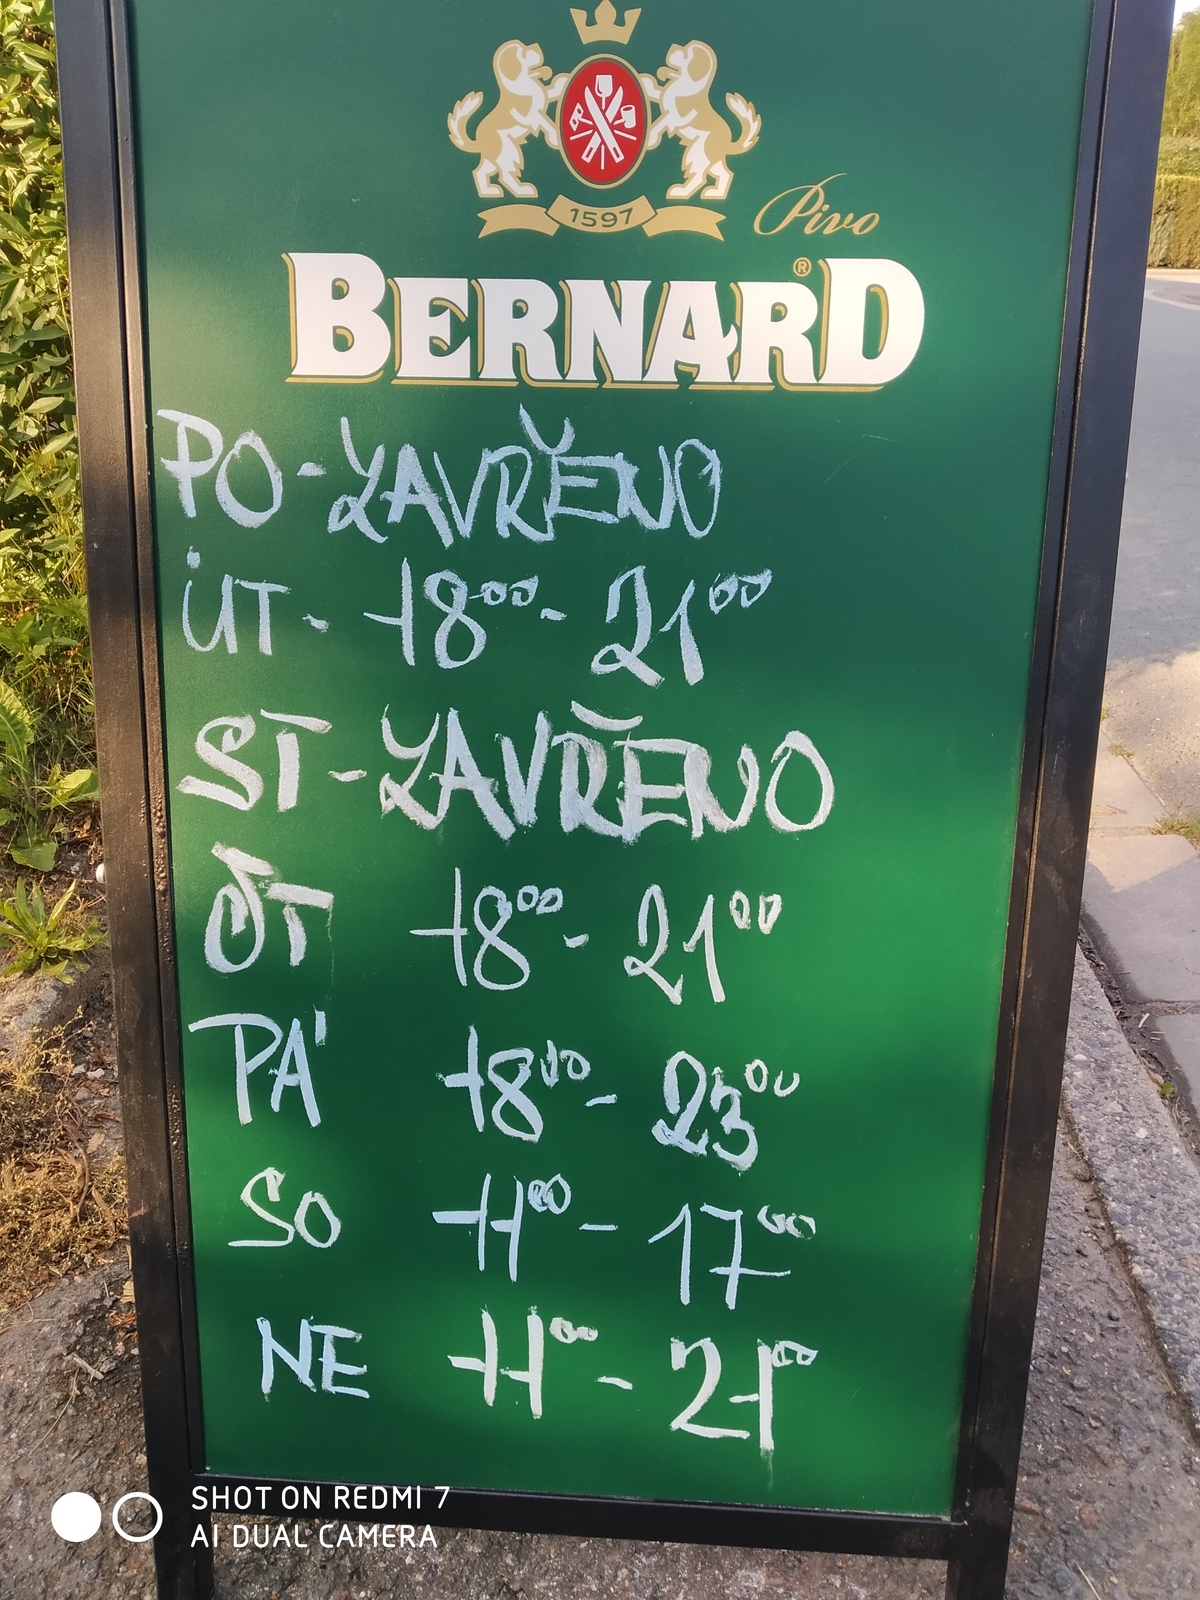 1597
Pivo
BERNARD®
PO - ZAVŘENO
ÚT - 18⁰⁰ - 21⁰⁰
ST - ZAVŘENO
ČT 18⁰⁰ - 21⁰⁰
PÁ 18⁰⁰ - 23⁰⁰
SO 11⁰⁰ - 17⁰⁰
NE 11⁰⁰ - 21⁰⁰
SHOT ON REDMI 7
AI DUAL CAMERA